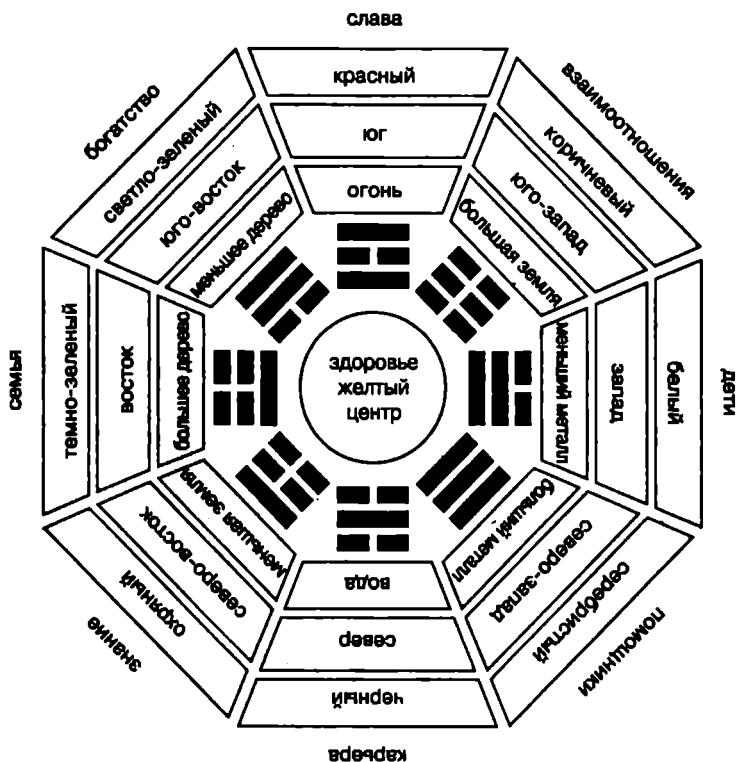 слава
красный
юг
огонь
взаимоотношения
коричневый
юго-запад
большая земля
дети
белый
запад
меньший металл
помощники
серебристый
северо-запад
больший металл
карьера
черный
север
вода
знание
охряный
северо-восток
меньшая земля
семья
темно-зеленый
восток
большее дерево
богатство
светло-зеленый
юго-восток
меньшее дерево
здоровье
желтый
центр